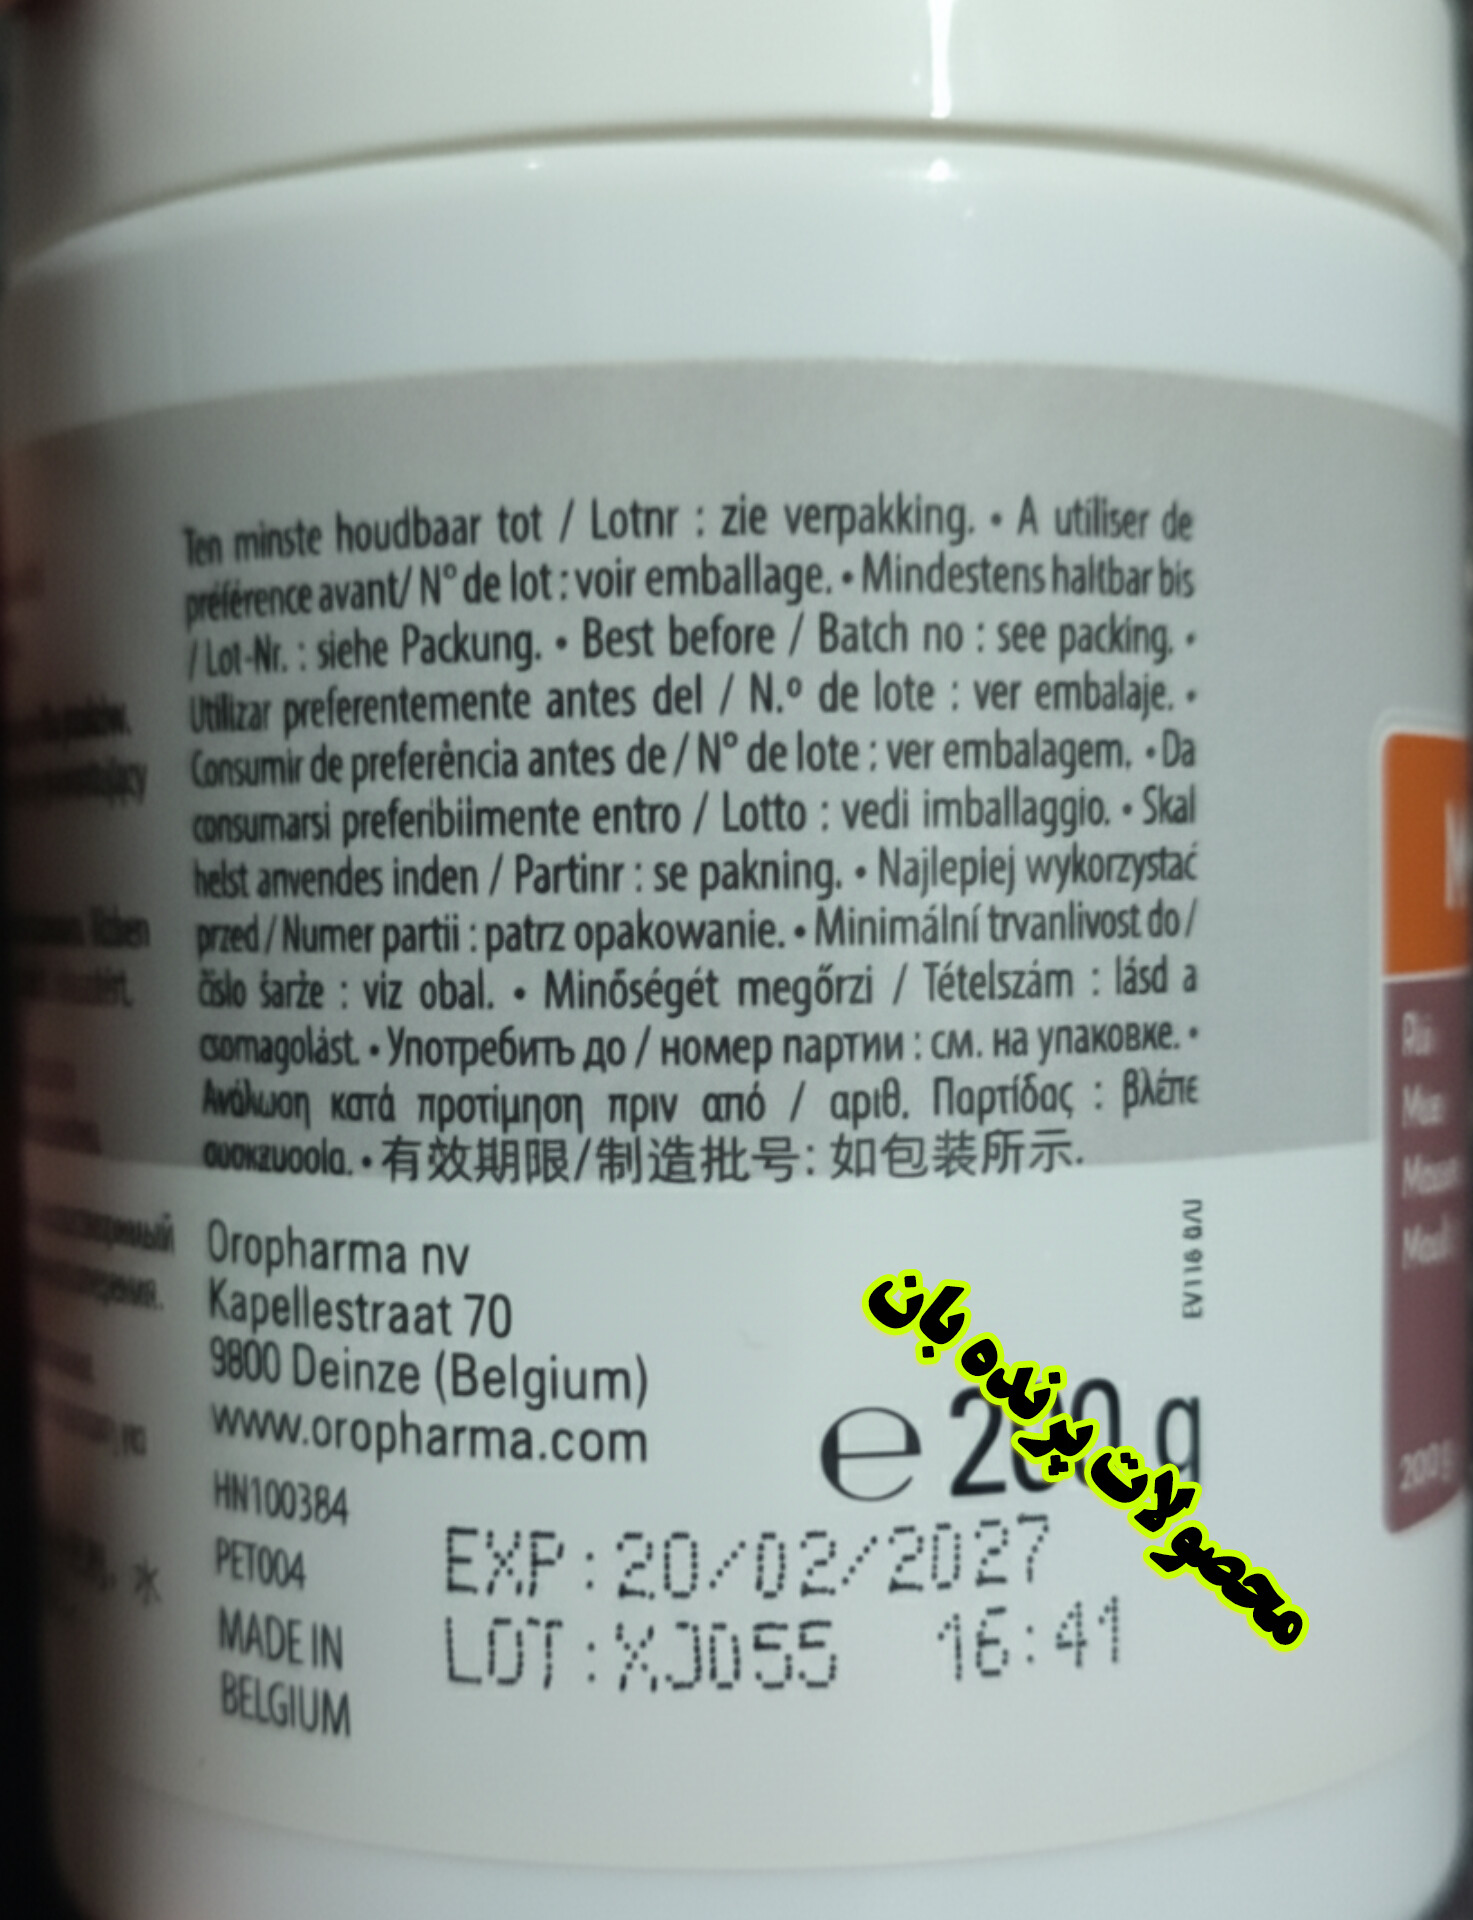 Ten minste houdbaar tot / Lotnr : zie verpakking. • A utiliser de
préférence avant/ N° de lot : voir emballage. • Mindestens haltbar bis
/ Lot-Nr. : siehe Packung. • Best before / Batch no : see packing. •
Utilizar preferentemente antes del / N.º de lote : ver embalaje. •
Consumir de preferência antes de / N° de lote : ver embalagem. • Da
consumarsi preferibilmente entro / Lotto : vedi imballaggio. • Skal
helst anvendes inden / Partinr : se pakning. • Najlepiej wykorzystać
przed / Numer partii : patrz opakowanie. • Minimální trvanlivost do /
číslo šarže : viz obal. • Minőségét megőrzi / Tételszám : lásd a
csomagolást. • Употребить до / номер партии : см. на упаковке. •
Ανάλωση κατά προτίμηση πριν από / αριθ. Παρτίδας : βλέπε
• 有效期限/制造批号: 如包装所示.
Oropharma nv
Kapellestraat 70
9800 Deinze (Belgium)
www.oropharma.com
HN100384
PET004
MADE IN
BELGIUM
EV118 B/U
e 200 g
EXP:20/02/2027
LOT:XJD55 16:41
محصولات پرنده بان
水
200 g